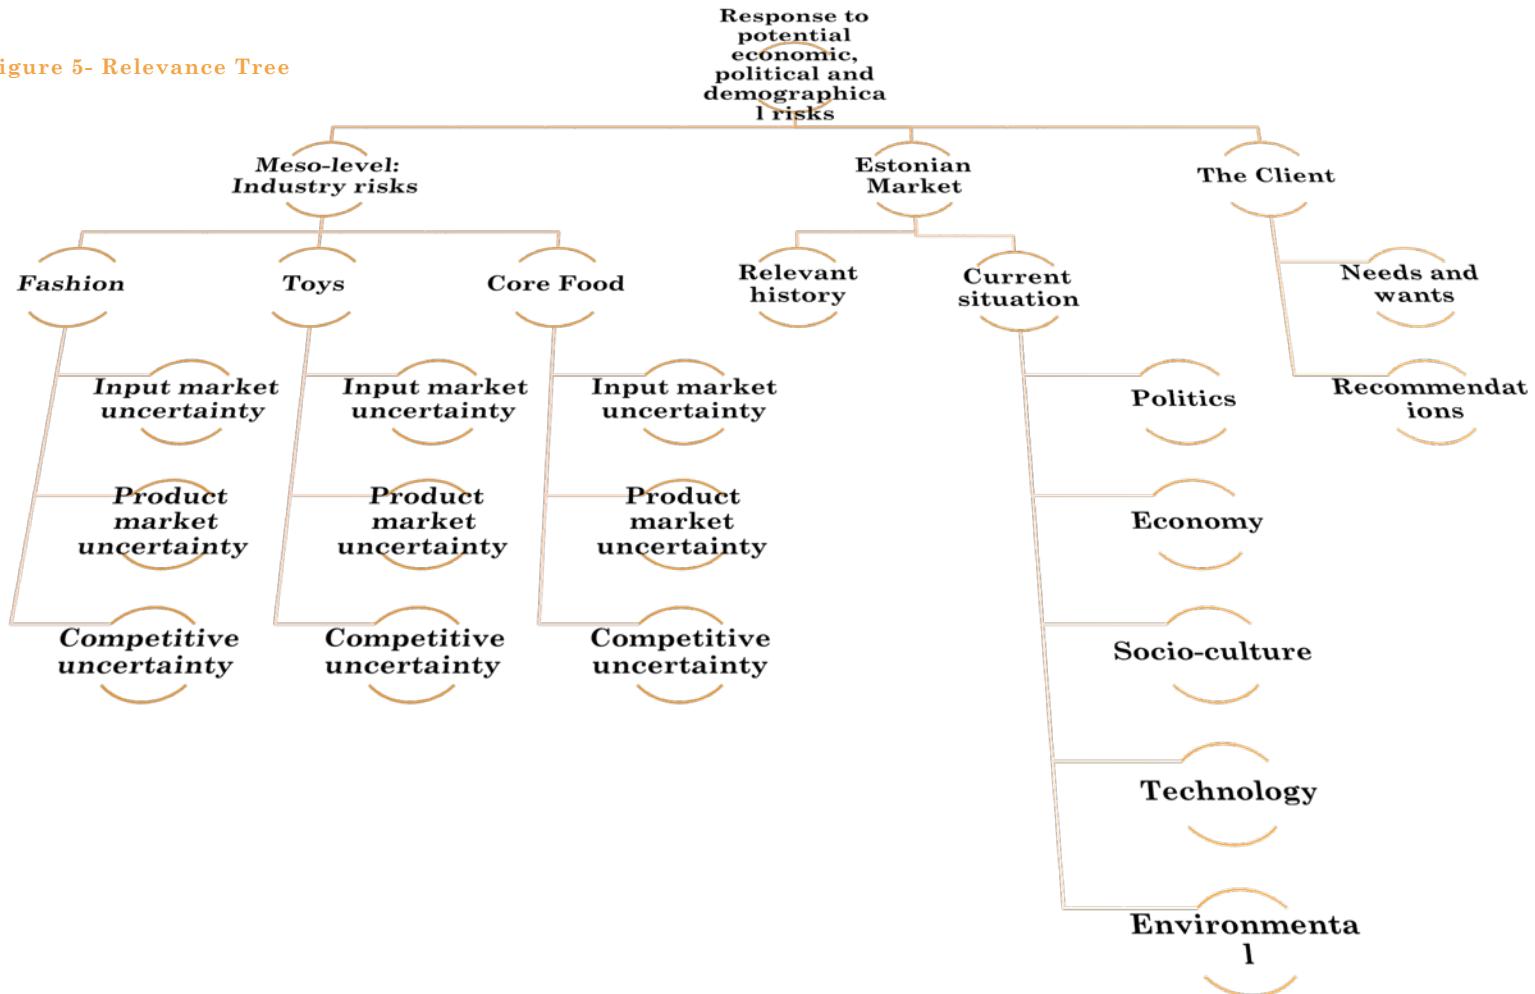 Response to
potential
economic,
political and
demographica
l risks
igure 5- Relevance Tree
Meso-level:
Industry risks
Estonian
Market
The Client
Fashion
Toys
Core Food
Relevant
history
Current
situation
Needs and
wants
Input market
uncertainty
Input market
uncertainty
Input market
uncertainty
Politics
Recommendat
ions
Product
market
uncertainty
Product
market
uncertainty
Product
market
uncertainty
Economy
Competitive
uncertainty
Competitive
uncertainty
Competitive
uncertainty
Socio-culture
Technology
Environmenta
l